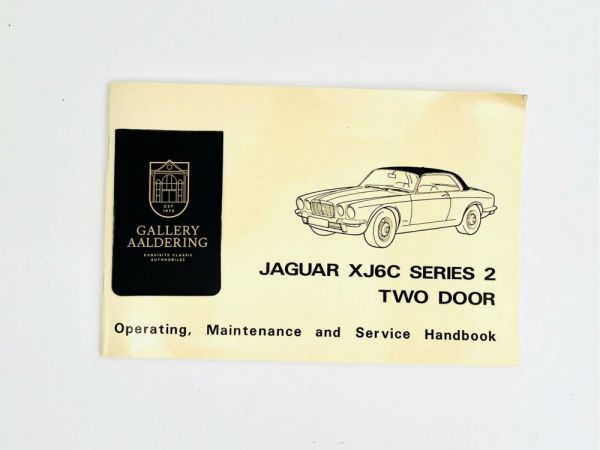 EST.
1975
GALLERY
AALDERING
EXQUISITE CLASSIC
AUTOMOBILES
JAGUAR XJ6C SERIES 2
TWO DOOR
Operating, Maintenance and Service Handbook